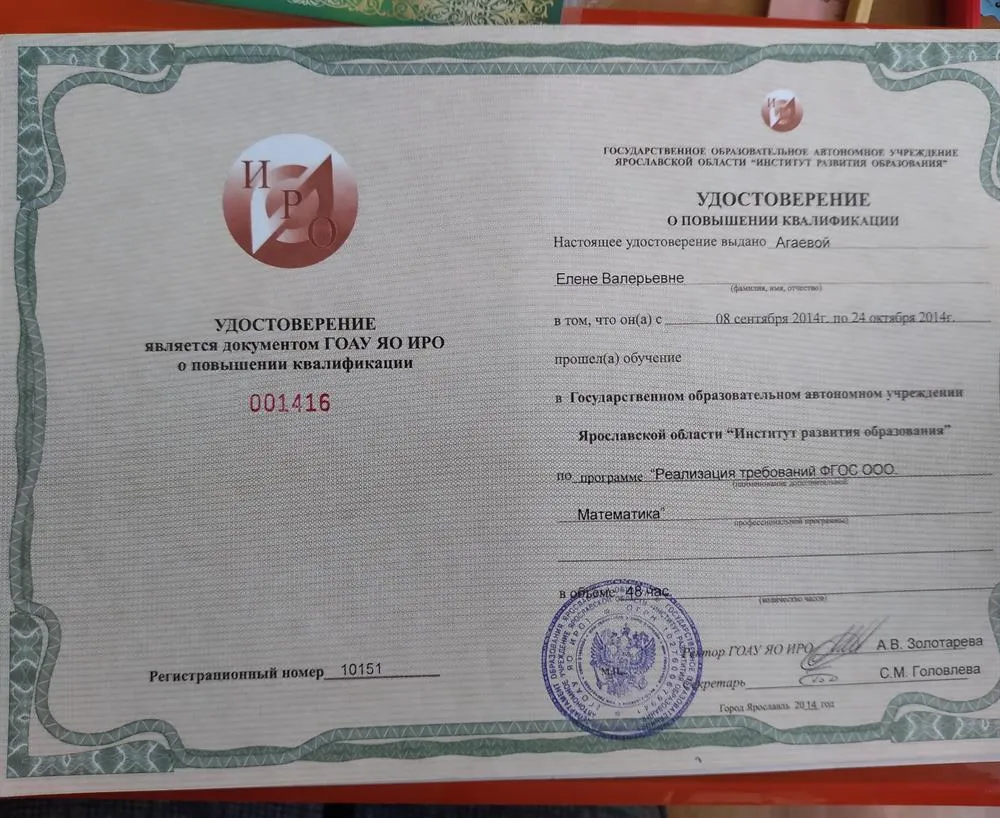 ИРО
УДОСТОВЕРЕНИЕ
является документом ГОАУ ЯО ИРО
о повышении квалификации
001416
Регистрационный номер 10151
ИРО
ГОСУДАРСТВЕННОЕ ОБРАЗОВАТЕЛЬНОЕ АВТОНОМНОЕ УЧРЕЖДЕНИЕ
ЯРОСЛАВСКОЙ ОБЛАСТИ "ИНСТИТУТ РАЗВИТИЯ ОБРАЗОВАНИЯ"
УДОСТОВЕРЕНИЕ
О ПОВЫШЕНИИ КВАЛИФИКАЦИИ
Настоящее удостоверение выдано Агаевой
Елене Валерьевне
(фамилия, имя, отчество)
в том, что он(а) с 08 сентября 2014г. по 24 октября 2014г.
прошел(а) обучение
в Государственном образовательном автономном учреждении
Ярославской области "Институт развития образования"
по программе "Реализация требований ФГОС ООО.
(наименование дополнительной
Математика"
профессиональной программы)
в объеме 48 час.
(количество часов)
М.П.
Ректор ГОАУ ЯО ИРО А.В. Золотарева
Секретарь С.М. Головлева
Город Ярославль 2014 год